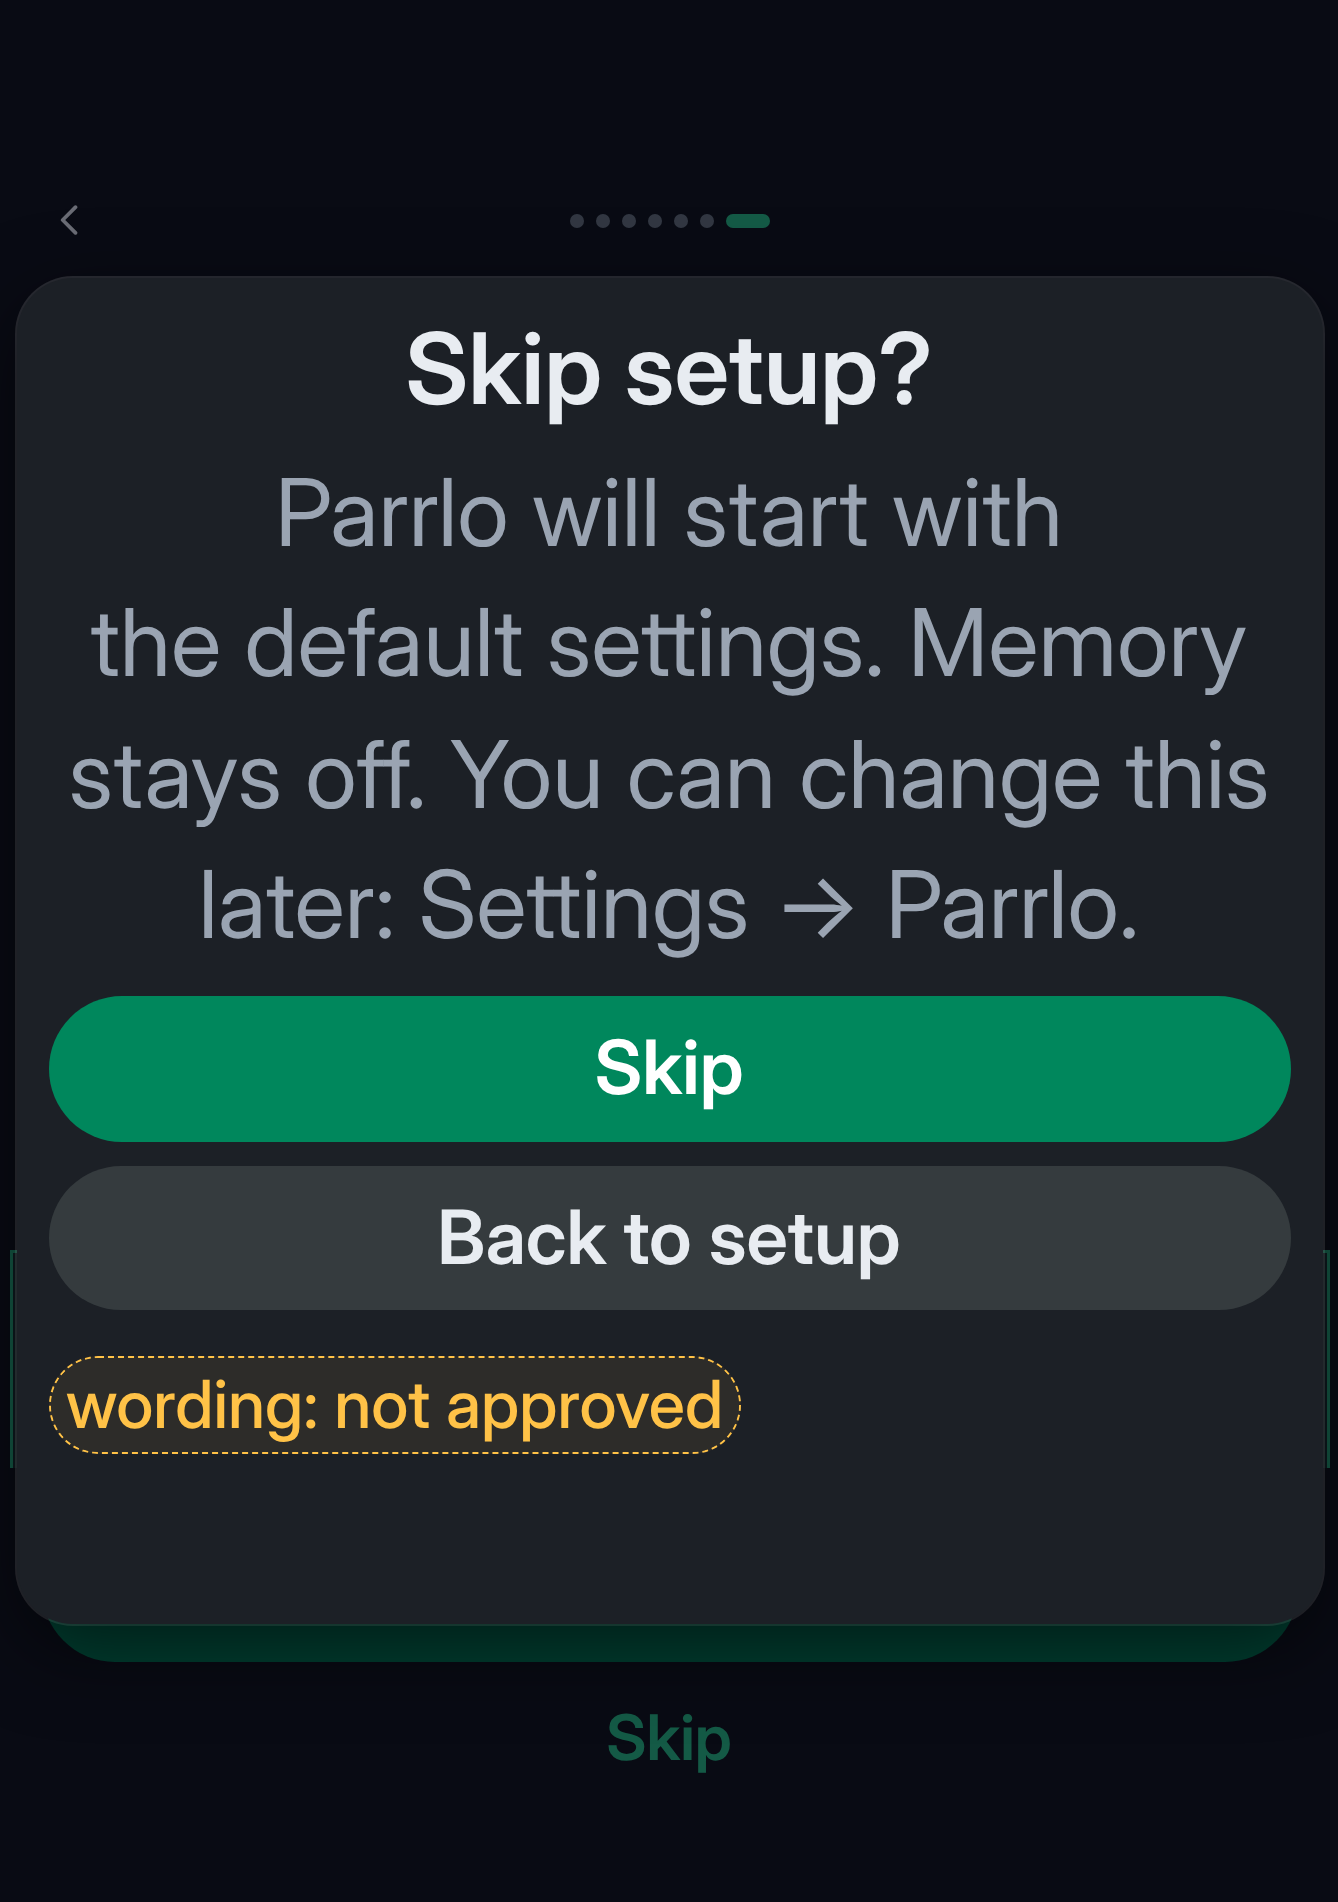 Skip setup?
Parrlo will start with
the default settings. Memory
stays off. You can change this
later: Settings → Parrlo.
Skip
Back to setup
wording: not approved
Skip